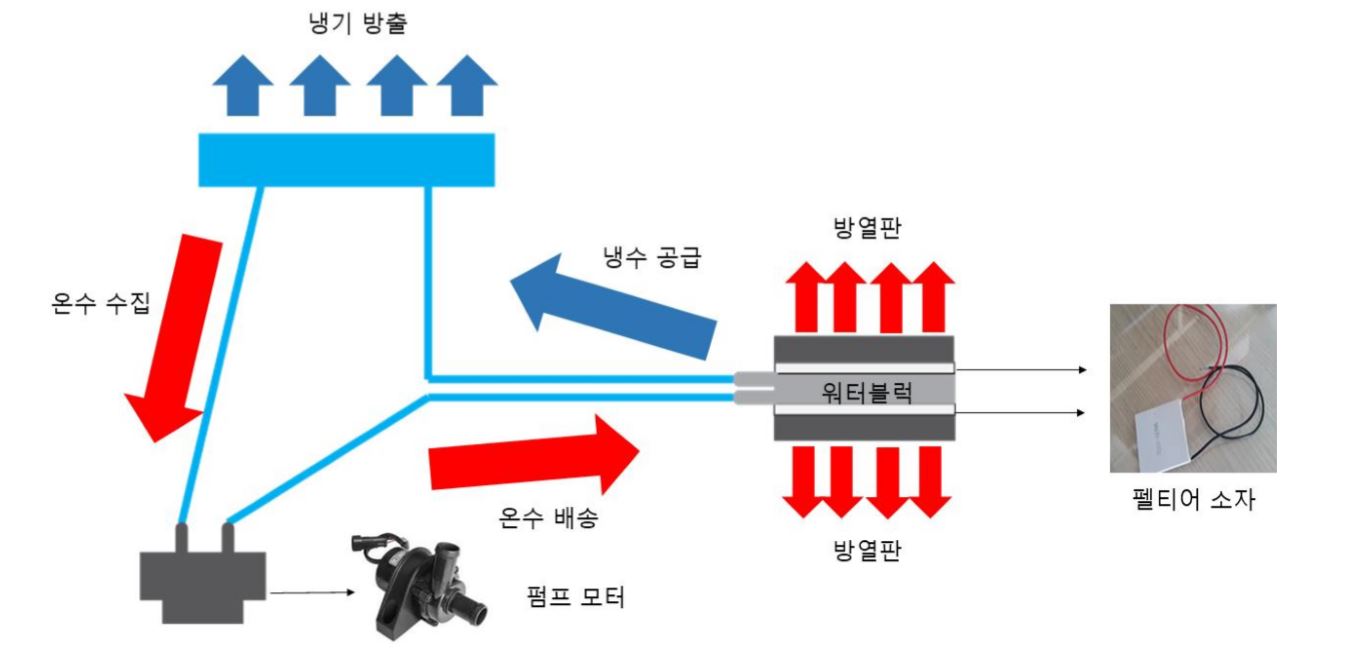 냉기 방출
방열판
냉수 공급
온수 수집
워터블럭
펠티어 소자
온수 배송
방열판
펌프 모터